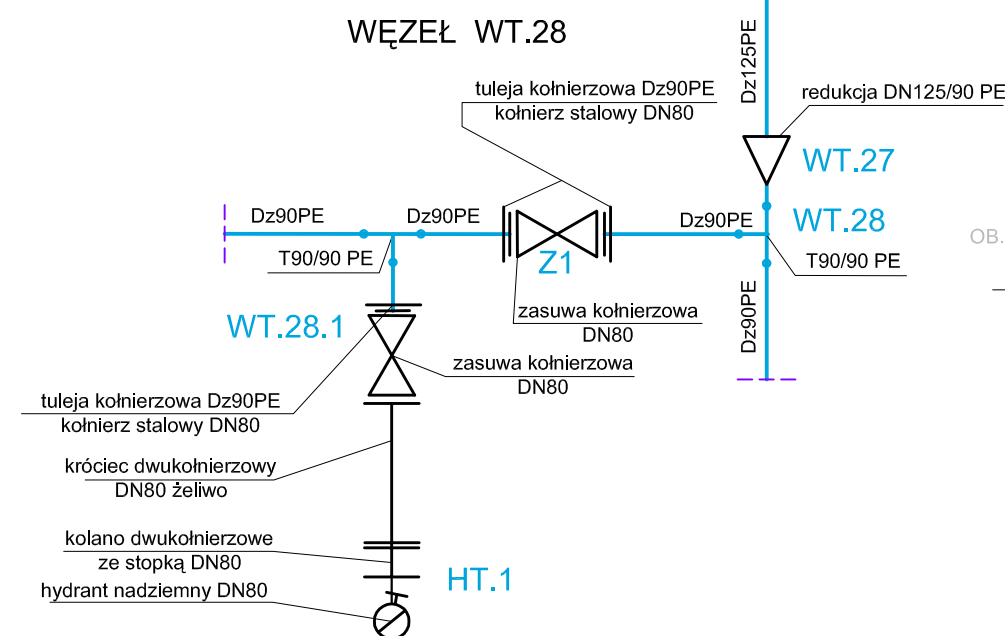 WĘZEŁ WT.28
Dz125PE
tuleja kołnierzowa Dz90PE
kołnierz stalowy DN80
redukcja DN125/90 PE
WT.27
Dz90PE
Dz90PE
Dz90PE
WT.28
OB.
T90/90 PE
Z1
T90/90 PE
zasuwa kołnierzowa
DN80
Dz90PE
WT.28.1
zasuwa kołnierzowa
DN80
tuleja kołnierzowa Dz90PE
kołnierz stalowy DN80
króciec dwukołnierzowy
DN80 żeliwo
kolano dwukołnierzowe
ze stopką DN80
HT.1
hydrant nadziemny DN80